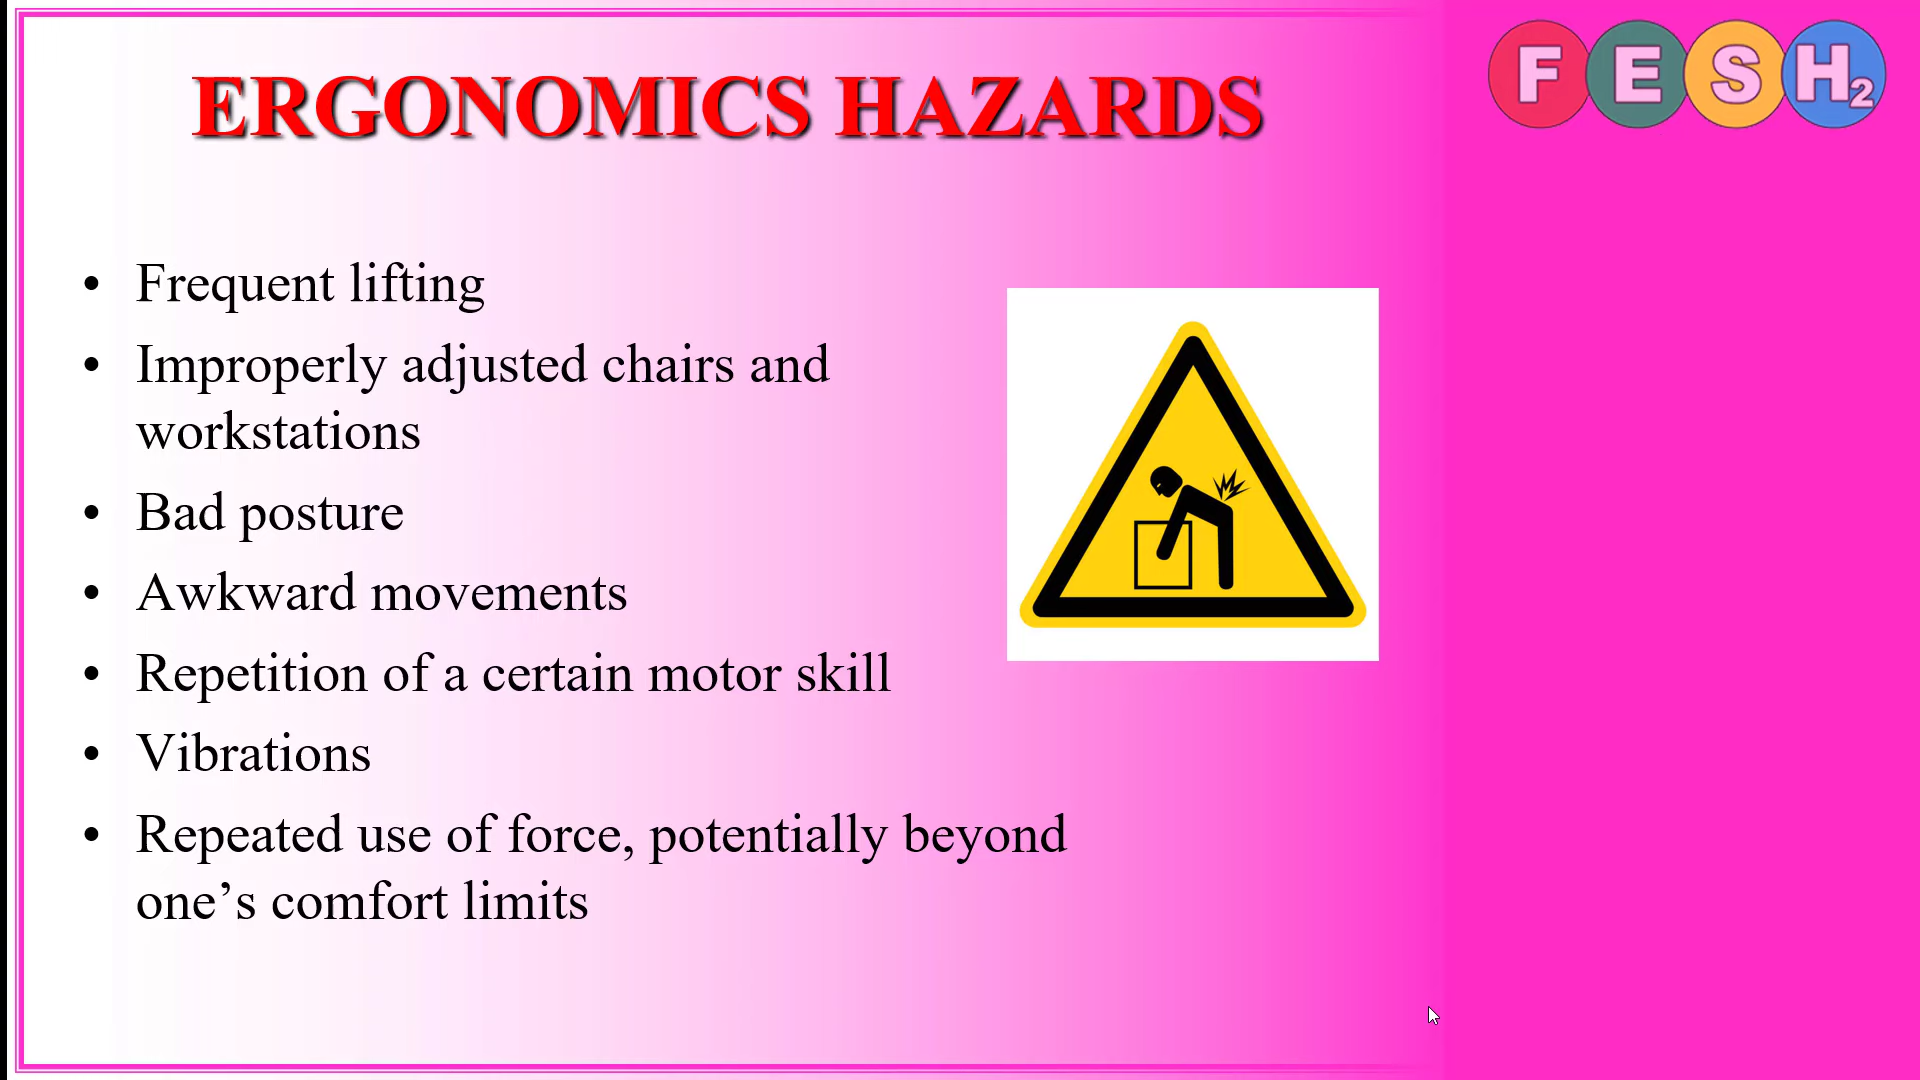 ERGONOMICS HAZARDS
FESH2
• Frequent lifting
• Improperly adjusted chairs and
workstations
• Bad posture
• Awkward movements
• Repetition of a certain motor skill
• Vibrations
• Repeated use of force, potentially beyond
one’s comfort limits